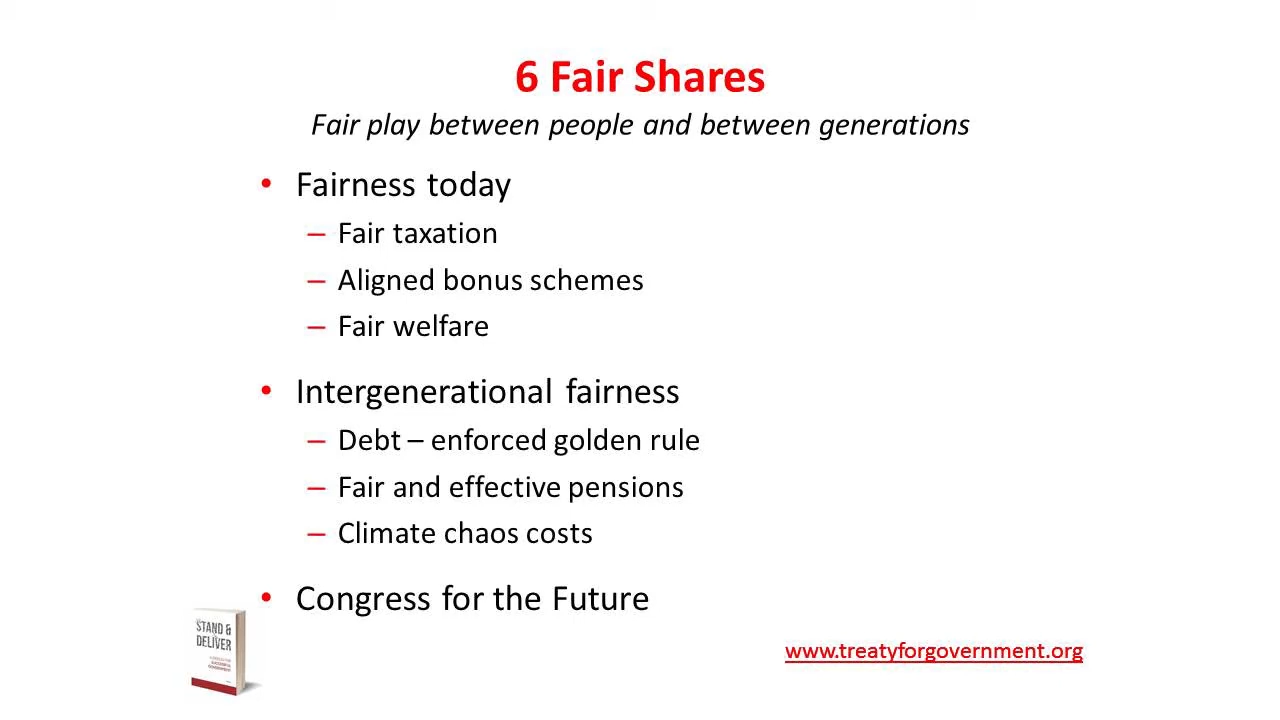 6 Fair Shares
Fair play between people and between generations
• Fairness today
– Fair taxation
– Aligned bonus schemes
– Fair welfare
• Intergenerational fairness
– Debt – enforced golden rule
– Fair and effective pensions
– Climate chaos costs
• Congress for the Future
STAND &
DELIVER
www.treatyforgovernment.org